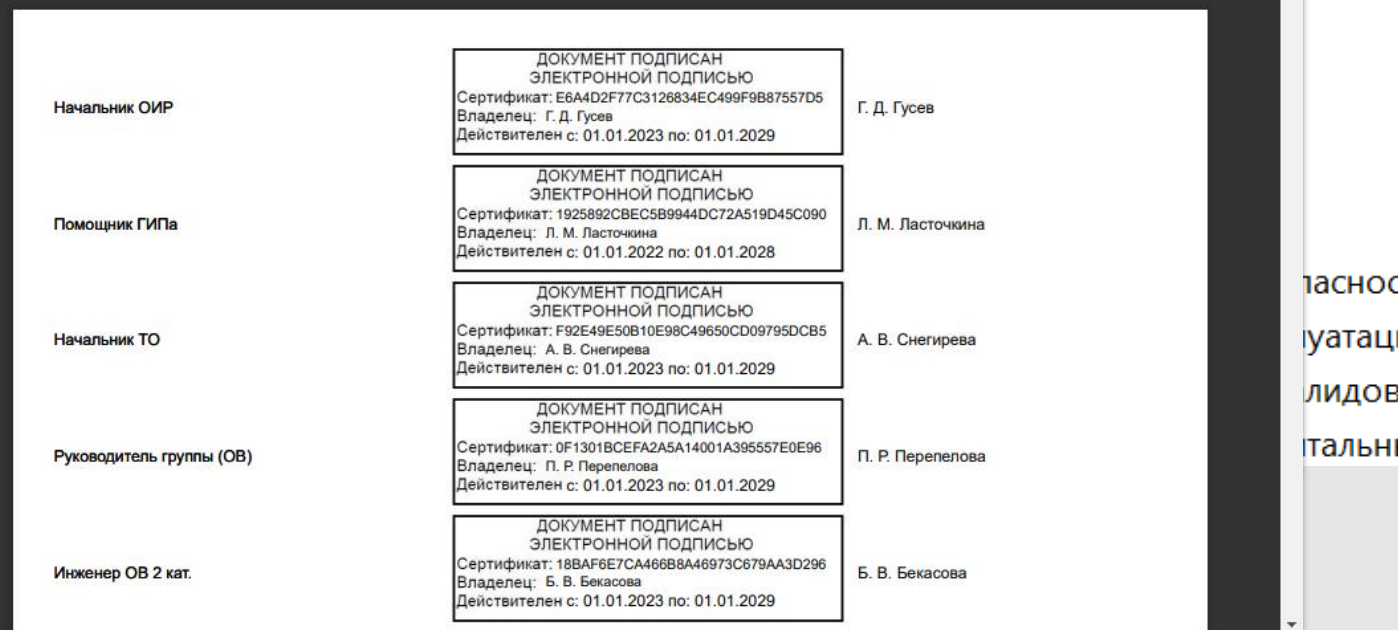 ДОКУМЕНТ ПОДПИСАН
ЭЛЕКТРОННОЙ ПОДПИСЬЮ
Начальник ОИР
Сертификат: E6A4D2F77C3126834EC499F9B87557D5
Владелец: Г. Д. Гусев
Действителен с: 01.01.2023 по: 01.01.2029
Г. Д. Гусев
ДОКУМЕНТ ПОДПИСАН
ЭЛЕКТРОННОЙ ПОДПИСЬЮ
Помощник ГИПа
Сертификат: 1925892CBEC5B9944DC72A519D45C090
Владелец: Л. М. Ласточкина
Действителен с: 01.01.2022 по: 01.01.2028
Л. М. Ласточкина
ДОКУМЕНТ ПОДПИСАН
ЭЛЕКТРОННОЙ ПОДПИСЬЮ
Начальник ТО
Сертификат: F92E49E50B10E98C49650CD09795DCB5
Владелец: А. В. Снегирева
Действителен с: 01.01.2023 по: 01.01.2029
А. В. Снегирева
ДОКУМЕНТ ПОДПИСАН
ЭЛЕКТРОННОЙ ПОДПИСЬЮ
Руководитель группы (ОВ)
Сертификат: 0F1301BCEFA2A5A14001A395557E0E96
Владелец: П. Р. Перепелова
Действителен с: 01.01.2023 по: 01.01.2029
П. Р. Перепелова
ДОКУМЕНТ ПОДПИСАН
ЭЛЕКТРОННОЙ ПОДПИСЬЮ
Инженер ОВ 2 кат.
Сертификат: 18BAF6E7CA466B8A46973C679AA3D296
Владелец: Б. В. Бекасова
Действителен с: 01.01.2023 по: 01.01.2029
Б. В. Бекасова